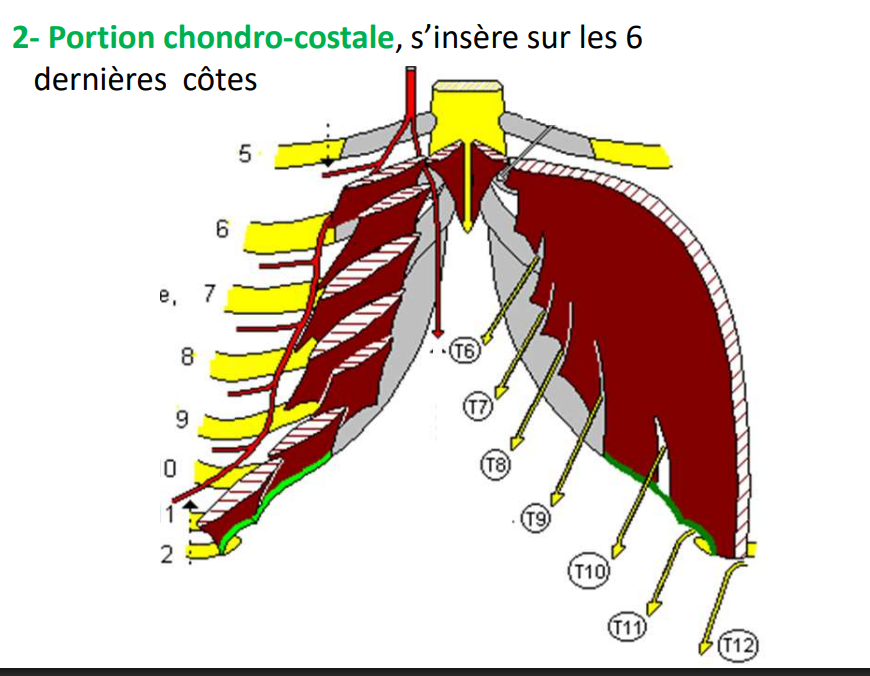 2- Portion chondro-costale, s’insère sur les 6
dernières côtes
5
6
e, 7
8
9
0
1
2
T6
T7
T8
T9
T10
T11
T12